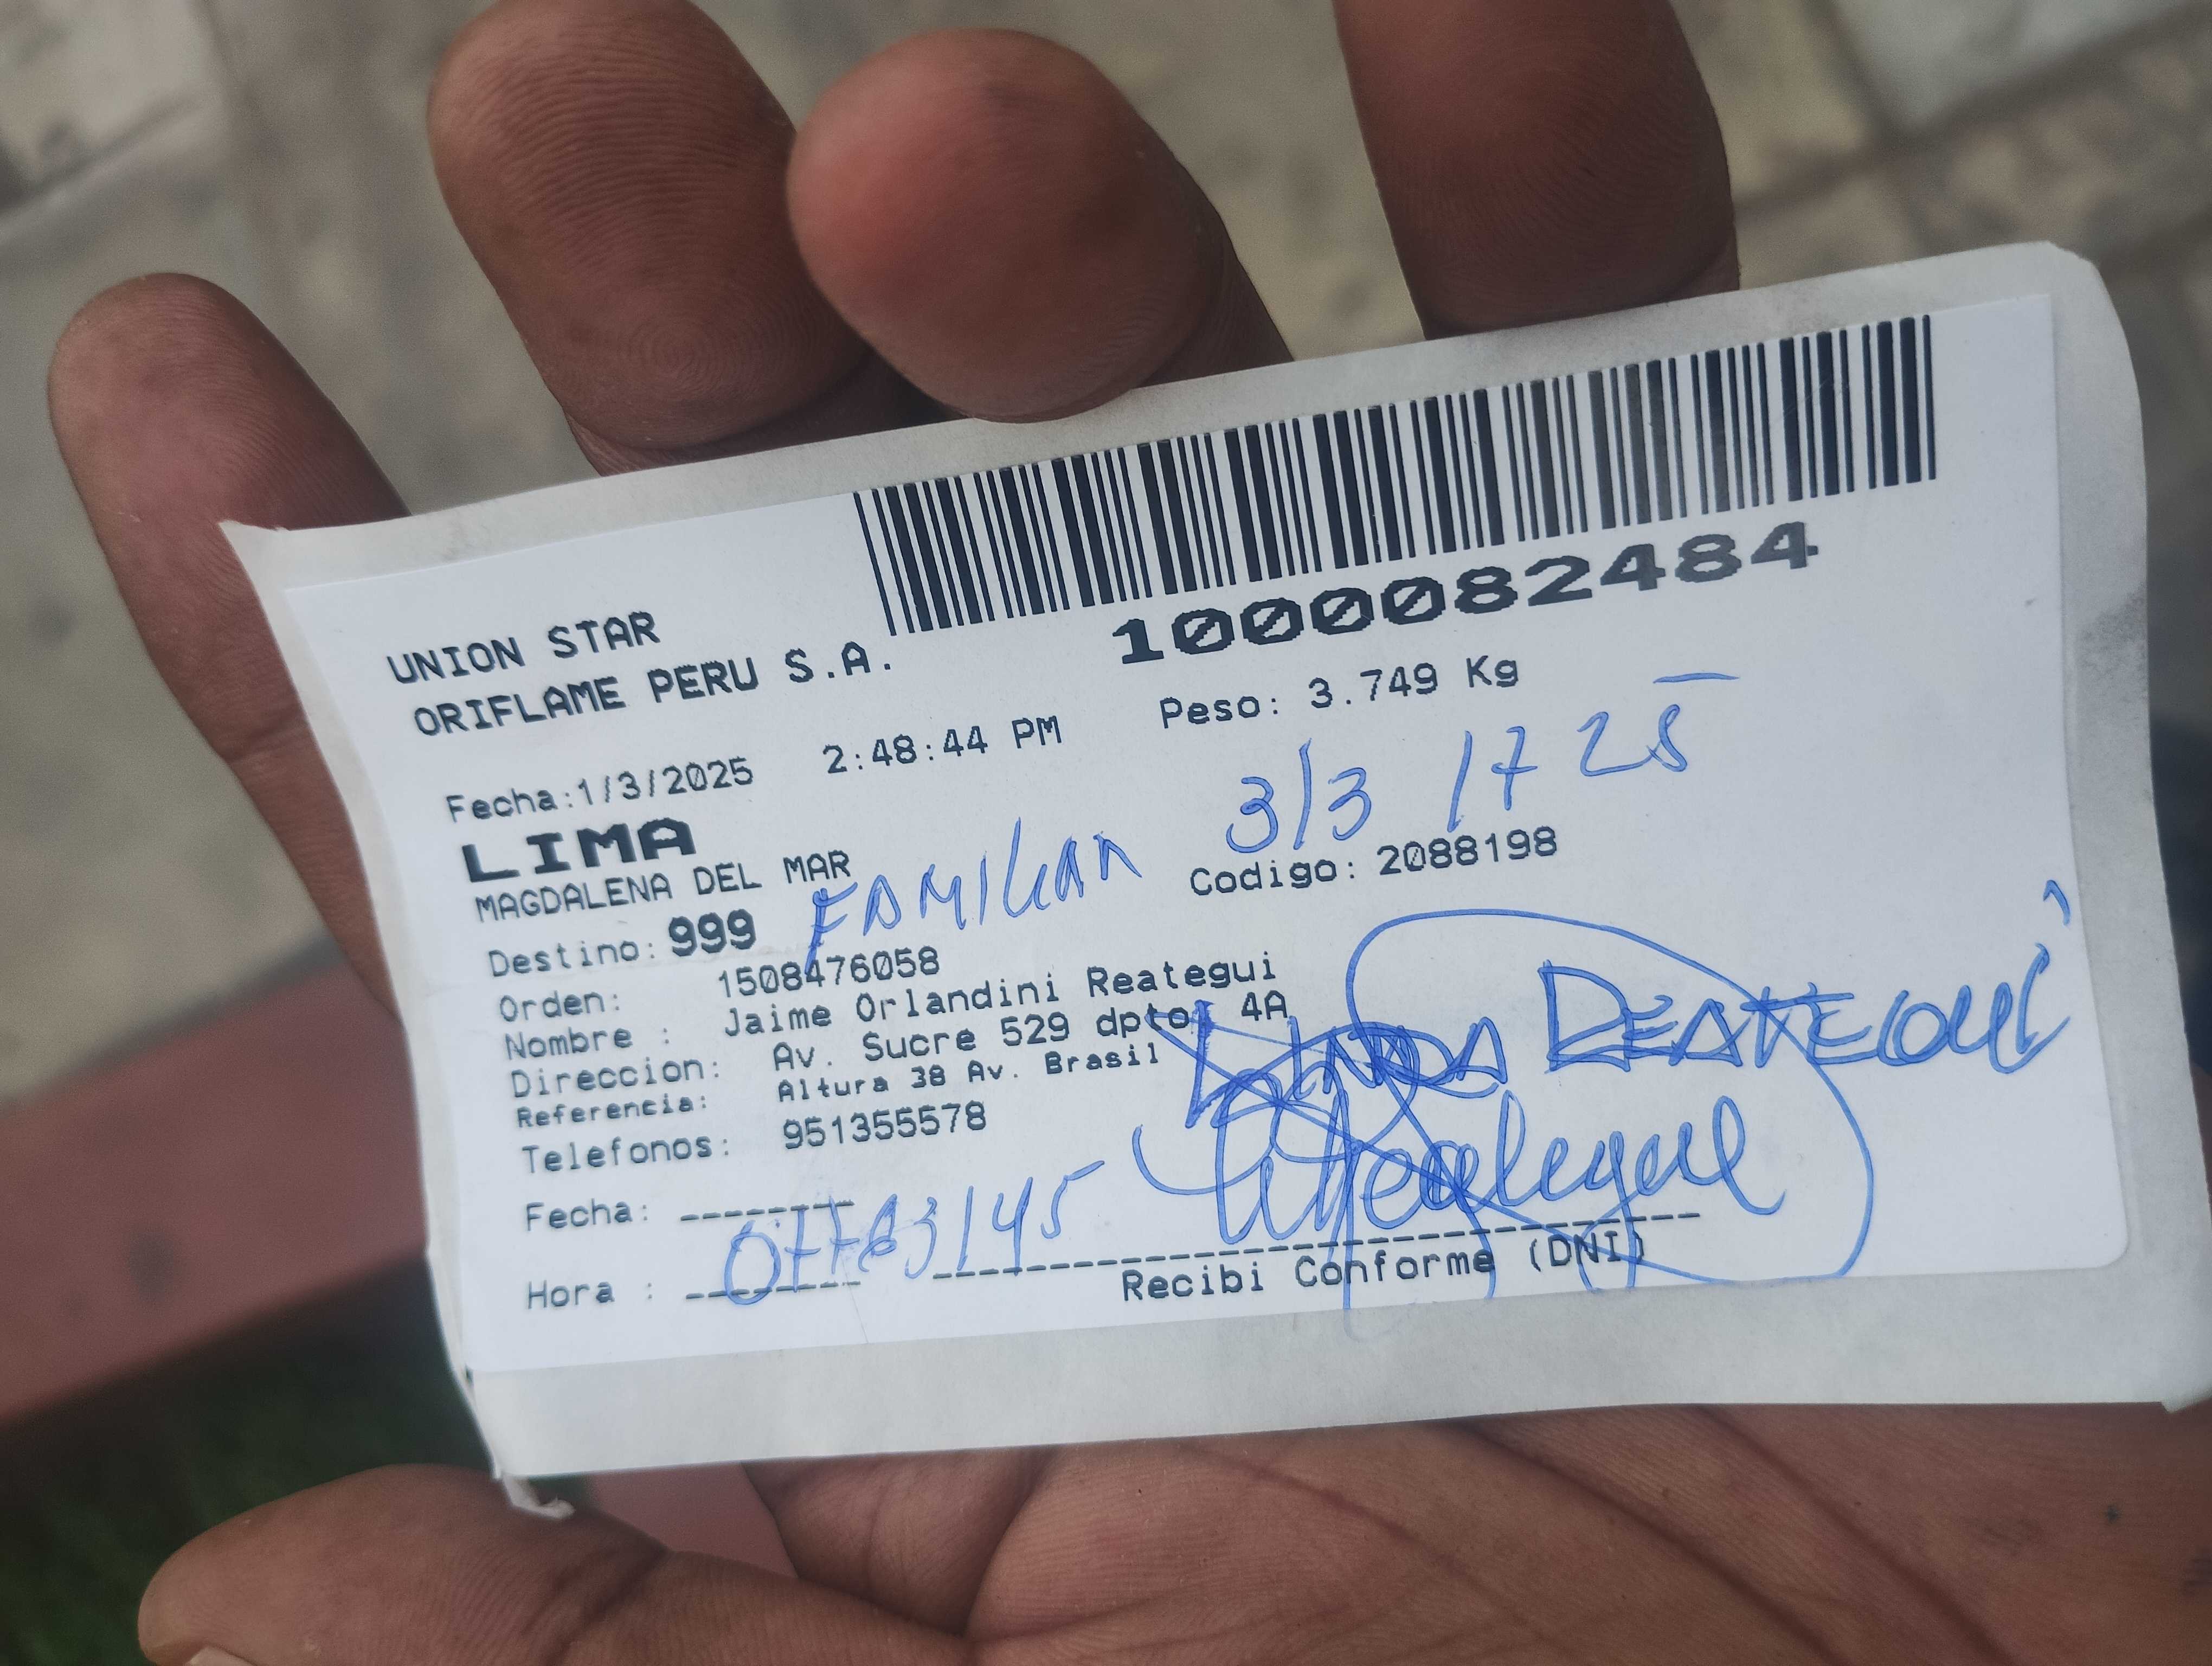 1000082484
UNION STAR
ORIFLAME PERU S.A.
Peso: 3.749 Kg
Fecha:1/3/2025 2:48:44 PM
3/3 1725
LIMA
MAGDALENA DEL MAR
FAMILIAR
Codigo: 2088198
Destino: 999
Orden: 1508476058
Nombre : Jaime Orlandini Reategui
Direccion: Av. Sucre 529 dpto. 4A
Referencia: Altura 38 Av. Brasil
REATEGUI
Telefonos: 951355578
Fecha:
Hora :
Recibi Conforme (DNI)